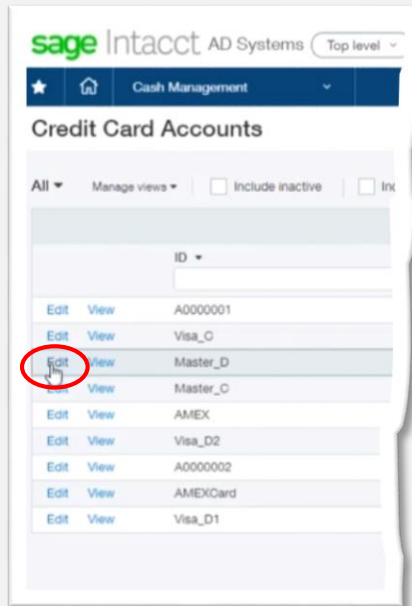 sage Intacct AD Systems Top level
Cash Management
Credit Card Accounts
All Manage views Include inactive
ID
Edit View A0000001
Edit View Visa_C
Edit View Master_D
Edit View Master_C
Edit View AMEX
Edit View Visa_D2
Edit View A0000002
Edit View AMEXCard
Edit View Visa_D1